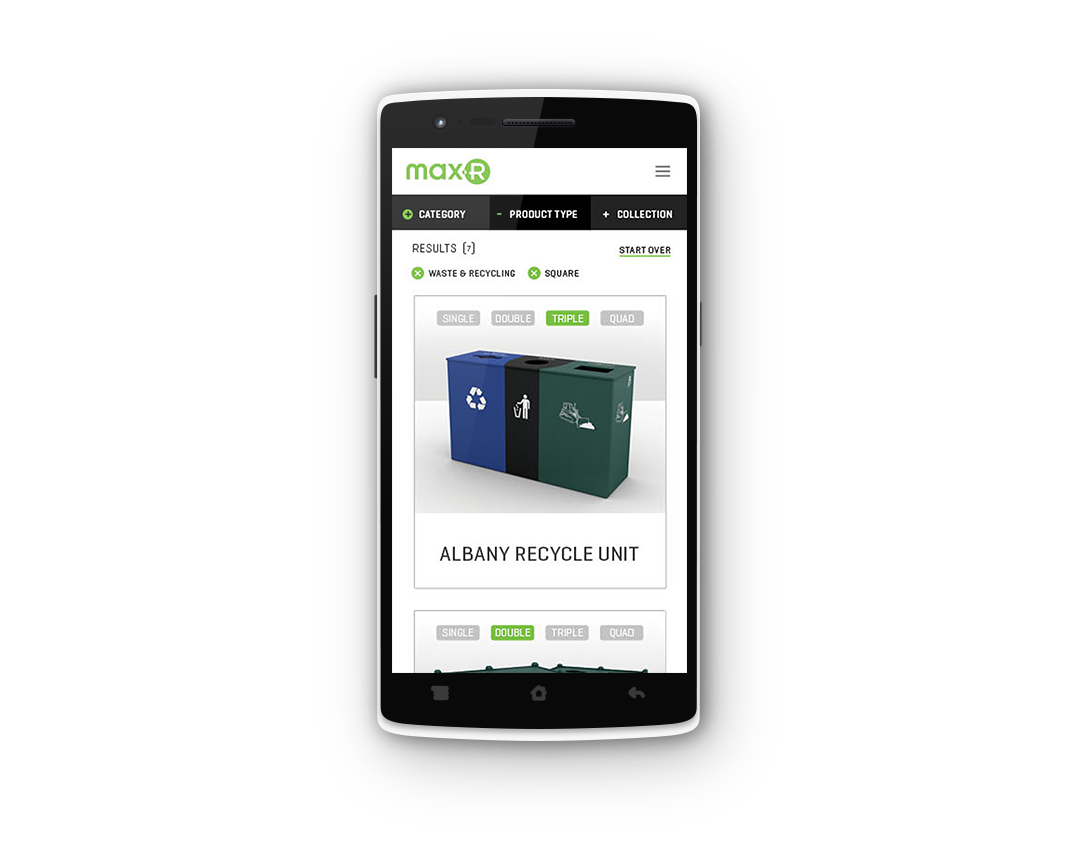 maxR
CATEGORY - PRODUCT TYPE + COLLECTION
RESULTS (7) START OVER
WASTE & RECYCLING SQUARE
SINGLE DOUBLE TRIPLE QUAD
ALBANY RECYCLE UNIT
SINGLE DOUBLE TRIPLE QUAD